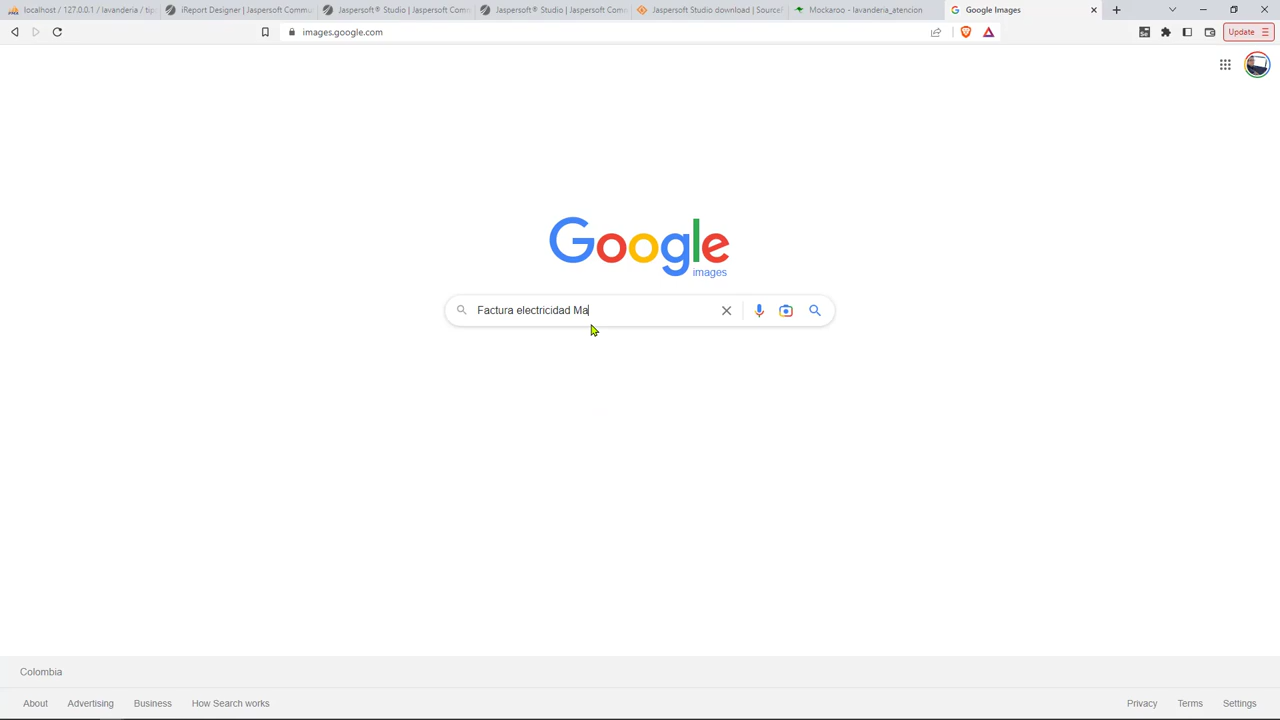 localhost / 127.0.0.1 / lavanderia / tip
iReport Designer | Jaspersoft Commu
Jaspersoft® Studio | Jaspersoft Com
Jaspersoft® Studio | Jaspersoft Com
Jaspersoft Studio download | Source
Mockaroo - lavanderia_atencion
Google Images
images.google.com
Update
Google
images
Factura electricidad Ma
Colombia
About
Advertising
Business
How Search works
Privacy
Terms
Settings